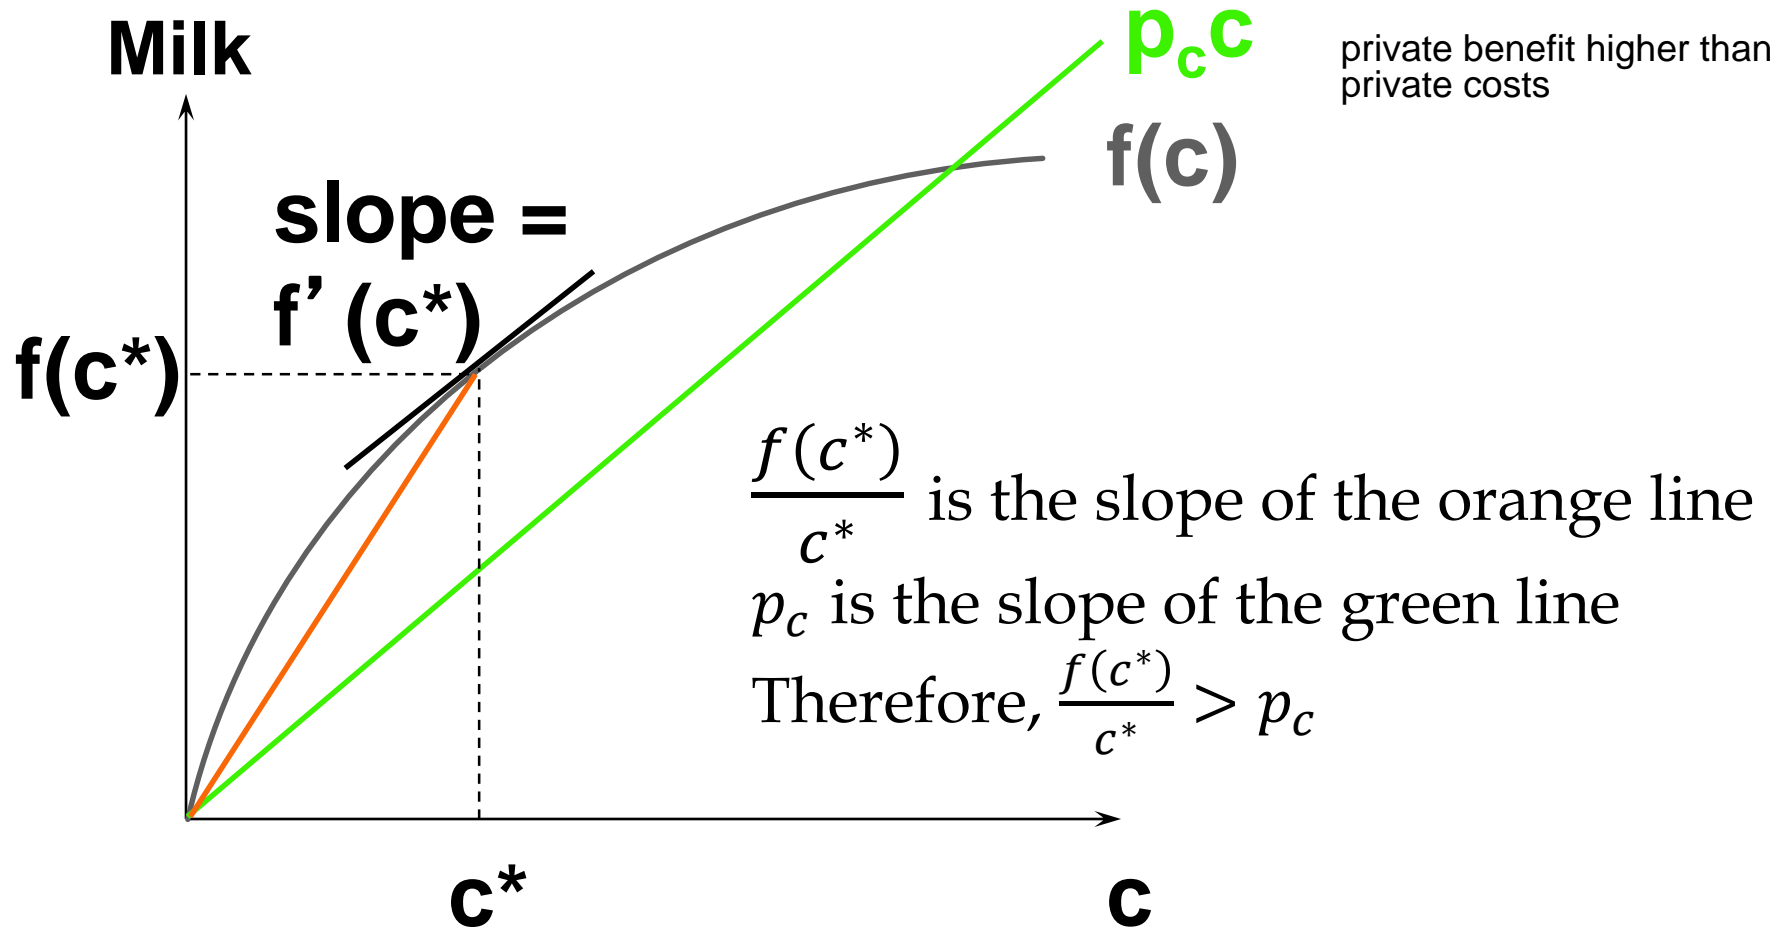 Milk
p_c c
private benefit higher than
private costs
f(c)
slope =
f’(c*)
f(c*)
f(c*)/c* is the slope of the orange line
p_c is the slope of the green line
Therefore, f(c*)/c* > p_c
c*
c